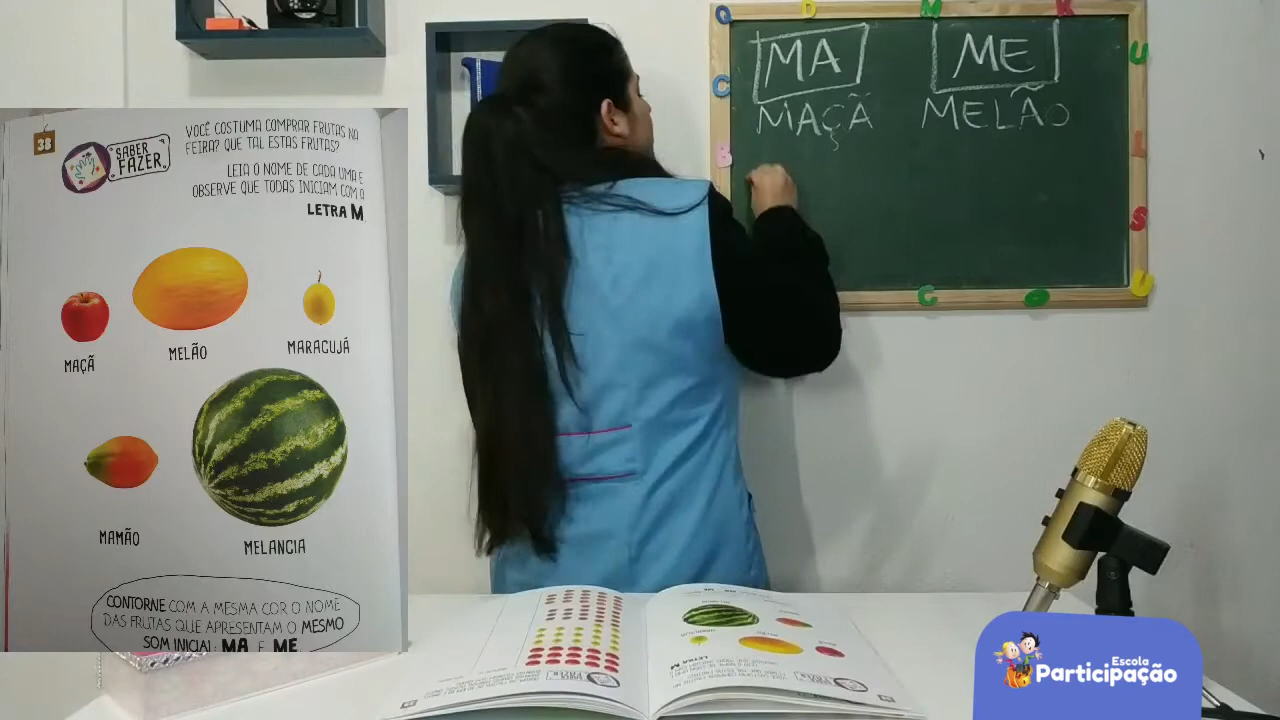 38
SABER
FAZER
VOCÊ COSTUMA COMPRAR FRUTAS NA
FEIRA? QUE TAL ESTAS FRUTAS?
LEIA O NOME DE CADA UMA E
OBSERVE QUE TODAS INICIAM COM A
LETRA M.
MAÇÃ
MELÃO
MARACUJÁ
MAMÃO
MELANCIA
CONTORNE COM A MESMA COR O NOME
DAS FRUTAS QUE APRESENTAM O MESMO
SOM INICIAL: MA E ME.
MA ME
MAÇÃ MELÃO
Escola
Participação